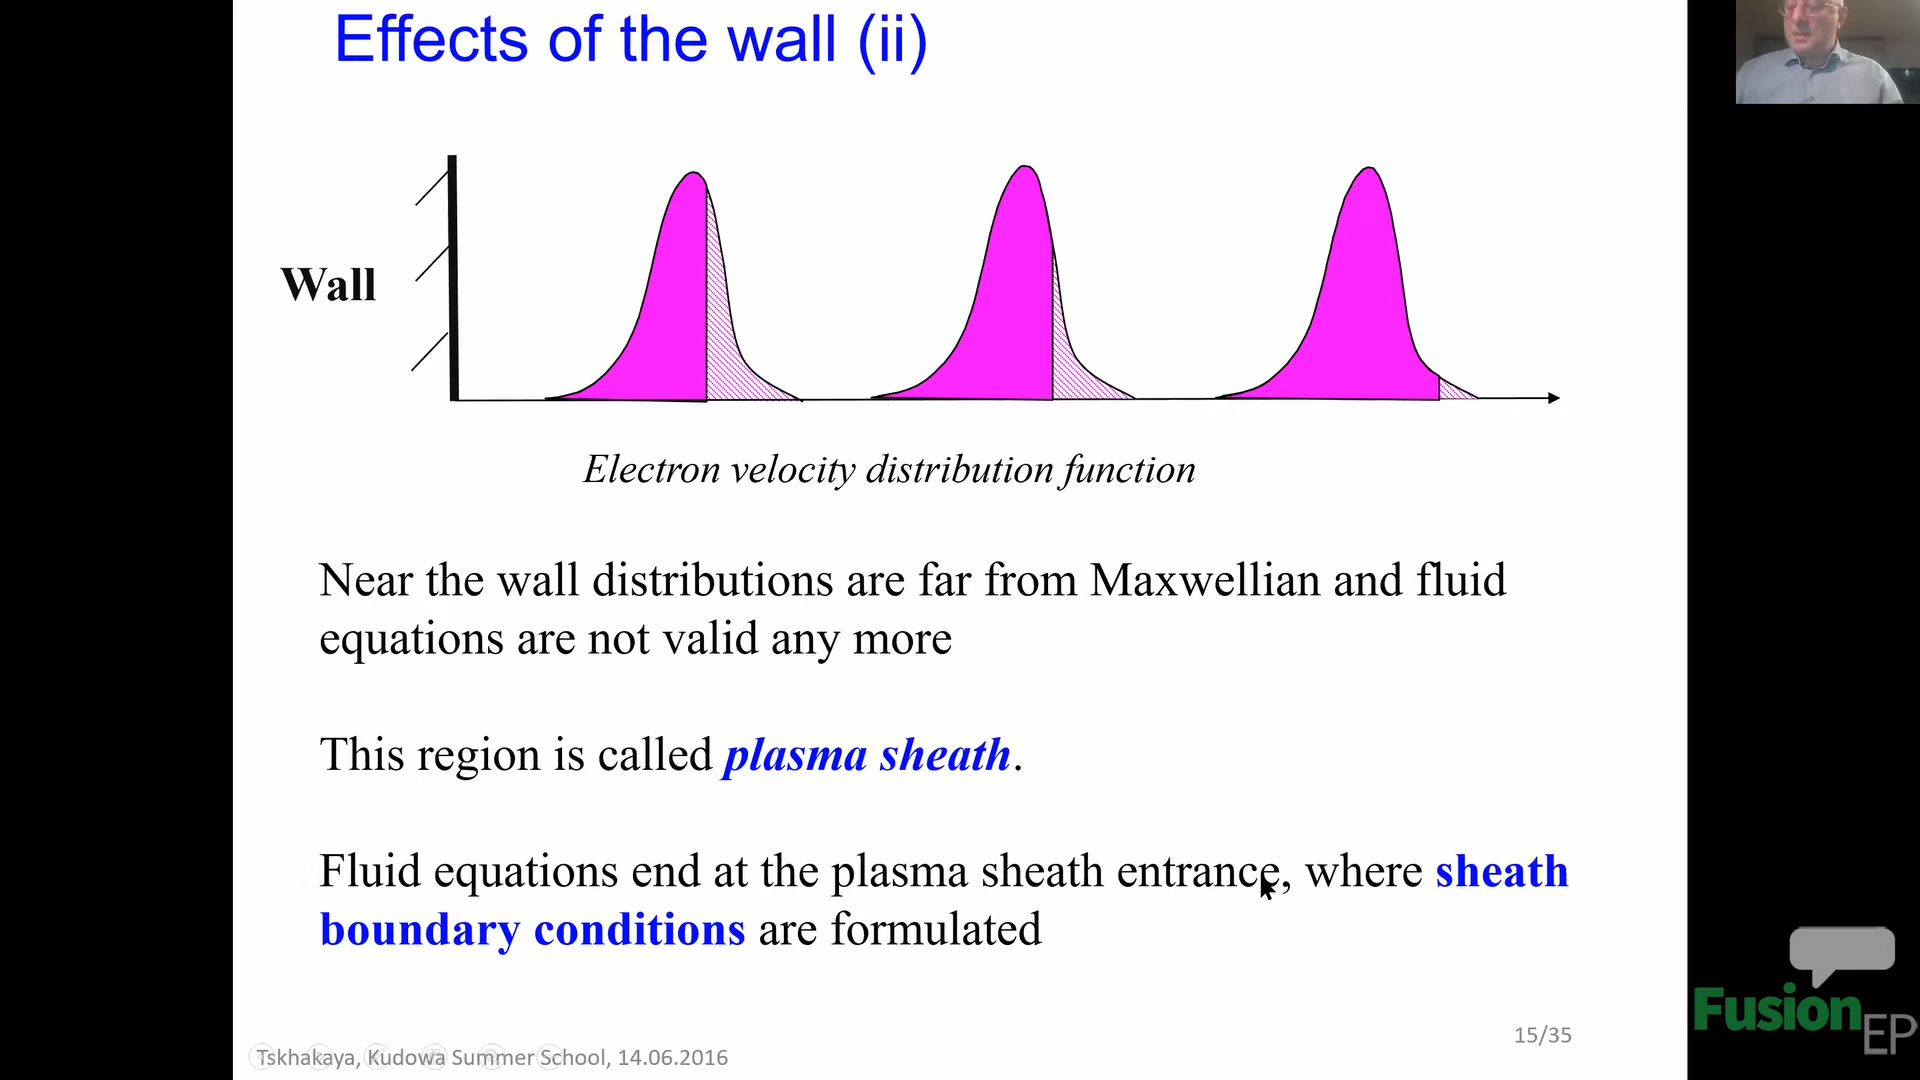 Effects of the wall (ii)
Wall
Electron velocity distribution function
Near the wall distributions are far from Maxwellian and fluid
equations are not valid any more
This region is called plasma sheath.
Fluid equations end at the plasma sheath entrance, where sheath
boundary conditions are formulated
15/35
Tskhakaya, Kudowa Summer School, 14.06.2016
Fusion
EP